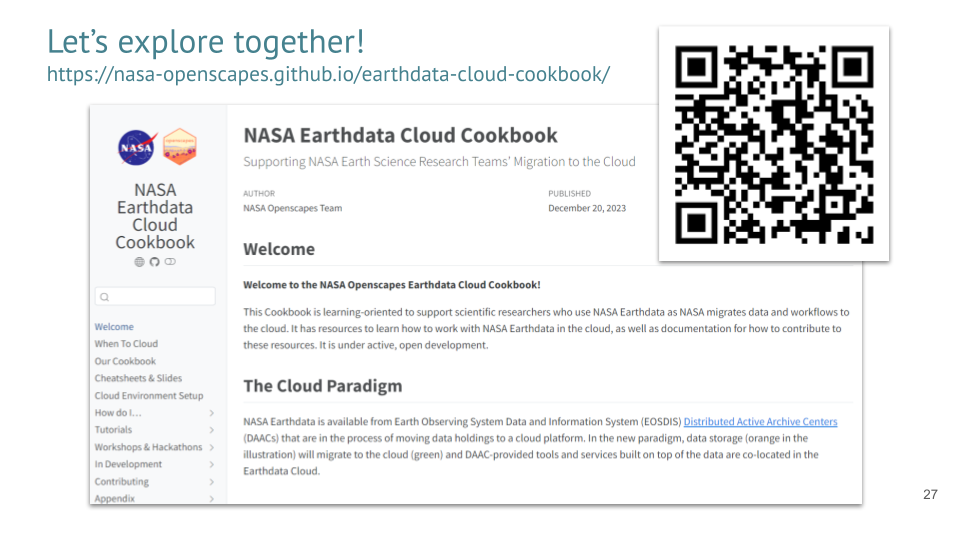 Let's explore together!
https://nasa-openscapes.github.io/earthdata-cloud-cookbook/
NASA
openscapes
NASA
Earthdata
Cloud
Cookbook
Welcome
When To Cloud
Our Cookbook
Cheatsheets & Slides
Cloud Environment Setup
How do I...
Tutorials
Workshops & Hackathons
In Development
Contributing
Appendix
NASA Earthdata Cloud Cookbook
Supporting NASA Earth Science Research Teams' Migration to the Cloud
AUTHOR
NASA Openscapes Team
PUBLISHED
December 20, 2023
Welcome
Welcome to the NASA Openscapes Earthdata Cloud Cookbook!
This Cookbook is learning-oriented to support scientific researchers who use NASA Earthdata as NASA migrates data and workflows to
the cloud. It has resources to learn how to work with NASA Earthdata in the cloud, as well as documentation for how to contribute to
these resources. It is under active, open development.
The Cloud Paradigm
NASA Earthdata is available from Earth Observing System Data and Information System (EOSDIS) Distributed Active Archive Centers
(DAACs) that are in the process of moving data holdings to a cloud platform. In the new paradigm, data storage (orange in the
illustration) will migrate to the cloud (green) and DAAC-provided tools and services built on top of the data are co-located in the
Earthdata Cloud.
27